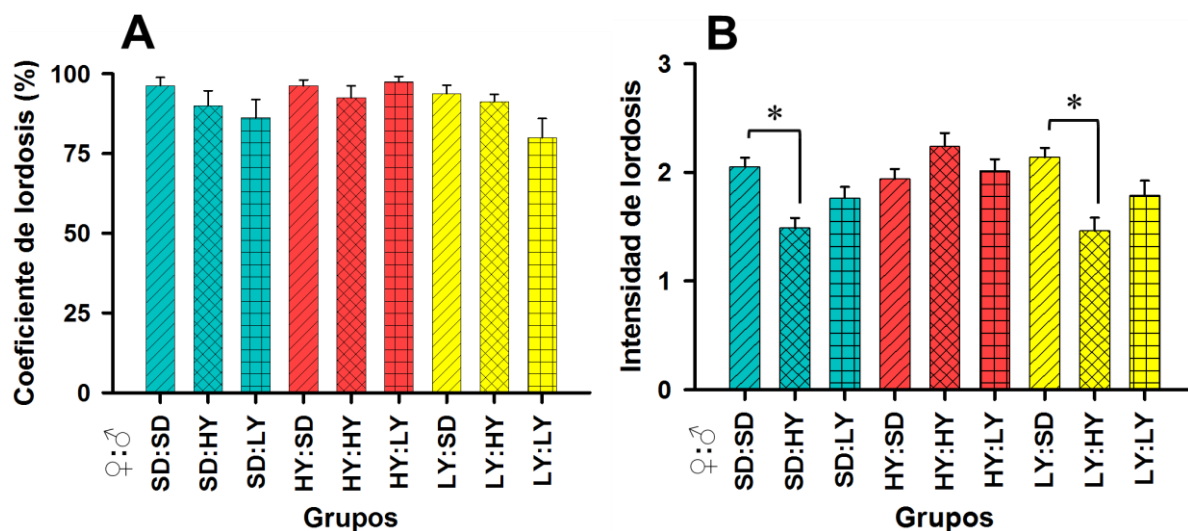 A
Coeficiente de lordosis (%)
100
75
50
25
0
♀:♂
SD:SD
SD:HY
SD:LY
HY:SD
HY:HY
HY:LY
LY:SD
LY:HY
LY:LY
Grupos
B
Intensidad de lordosis
3
2
1
0
*
*
♀:♂
SD:SD
SD:HY
SD:LY
HY:SD
HY:HY
HY:LY
LY:SD
LY:HY
LY:LY
Grupos